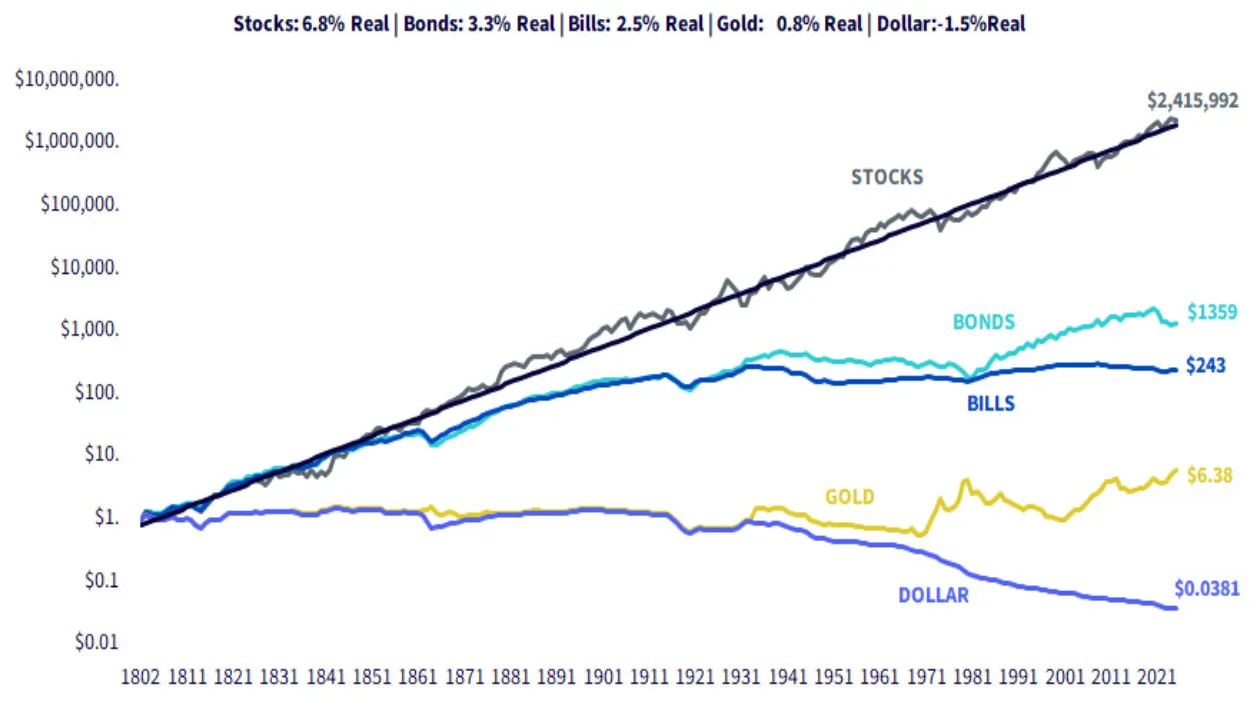 Stocks: 6.8% Real | Bonds: 3.3% Real | Bills: 2.5% Real | Gold: 0.8% Real | Dollar:-1.5%Real
$10,000,000.
$2,415,992
$1,000,000.
STOCKS
$100,000.
$10,000.
$1,000.
BONDS
$1359
$243
$100.
BILLS
$10.
GOLD
$6.38
$1.
$0.1
DOLLAR
$0.0381
$0.01
1802 1811 1821 1831 1841 1851 1861 1871 1881 1891 1901 1911 1921 1931 1941 1951 1961 1971 1981 1991 2001 2011 2021